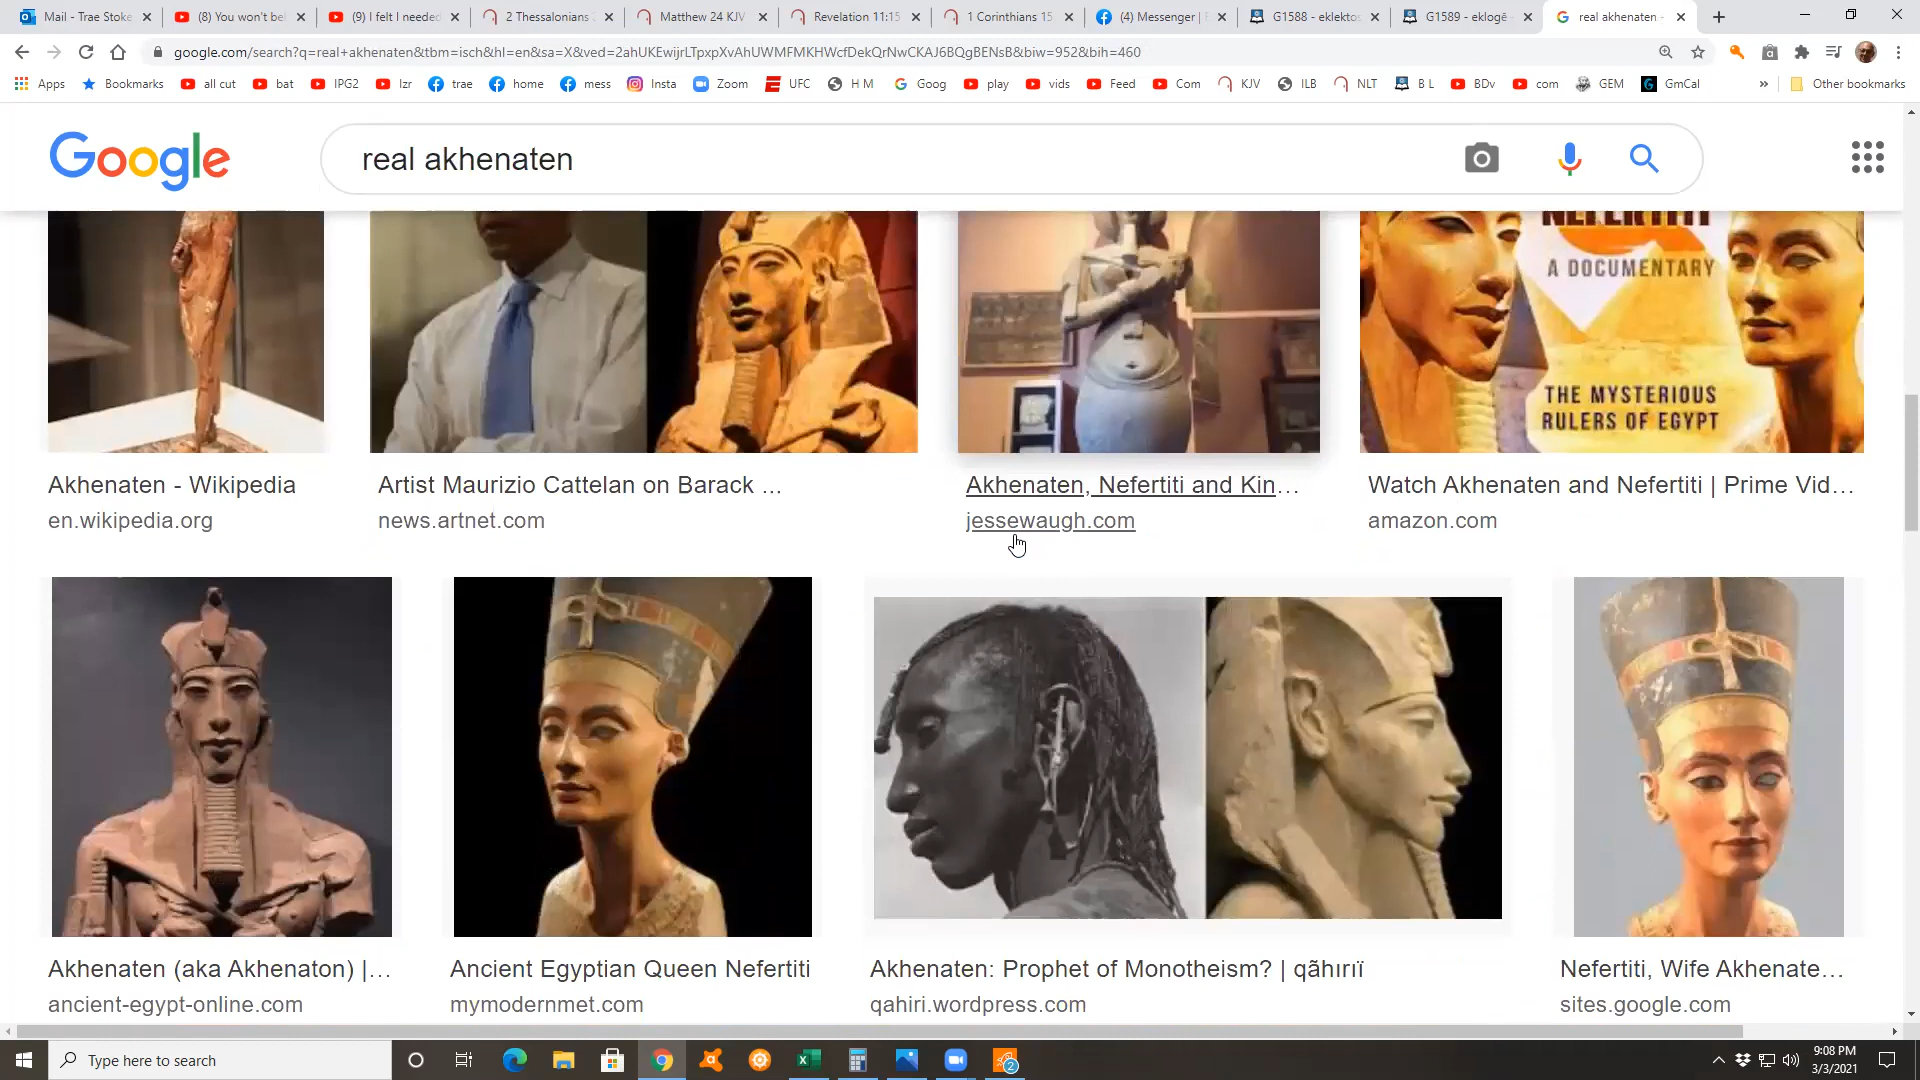 Mail - Trae Stoke
(8) You won't bel
(9) I felt I needed
2 Thessalonians
Matthew 24 KJV
Revelation 11:15
1 Corinthians 15
(4) Messenger |
G1588 - eklektos
G1589 - eklogē -
real akhenaten -
google.com/search?q=real+akhenaten&tbm=isch&hl=en&sa=X&ved=2ahUKEwijrLTpxpXvAhUWMFMKHWcfDekQrNwCKAJ6BQgBENsB&biw=952&bih=460
Apps
Bookmarks
all cut
bat
IPG2
lzr
trae
home
mess
Insta
Zoom
UFC
H M
Goog
play
vids
Feed
Com
KJV
ILB
NLT
B L
BDv
com
GEM
GmCal
»
Other bookmarks
Google
real akhenaten
NEFERTITI
A DOCUMENTARY
THE MYSTERIOUS
RULERS OF EGYPT
Akhenaten - Wikipedia
en.wikipedia.org
Artist Maurizio Cattelan on Barack ...
news.artnet.com
Akhenaten, Nefertiti and Kin...
jessewaugh.com
Watch Akhenaten and Nefertiti | Prime Vid...
amazon.com
Akhenaten (aka Akhenaton) |...
ancient-egypt-online.com
Ancient Egyptian Queen Nefertiti
mymodernmet.com
Akhenaten: Prophet of Monotheism? | qãhırıï
qahiri.wordpress.com
Nefertiti, Wife Akhenate...
sites.google.com
Type here to search
2
9:08 PM
3/3/2021